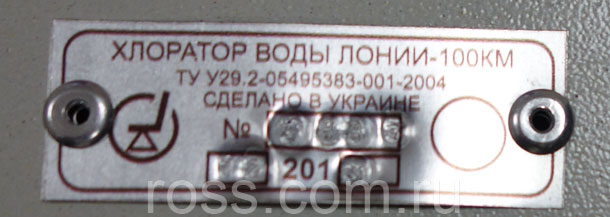 ХЛОРАТОР ВОДЫ ЛОНИИ-100КМ
ТУ У29.2-05495383-001-2004
СДЕЛАНО В УКРАИНЕ
№
201
ross.com.ru